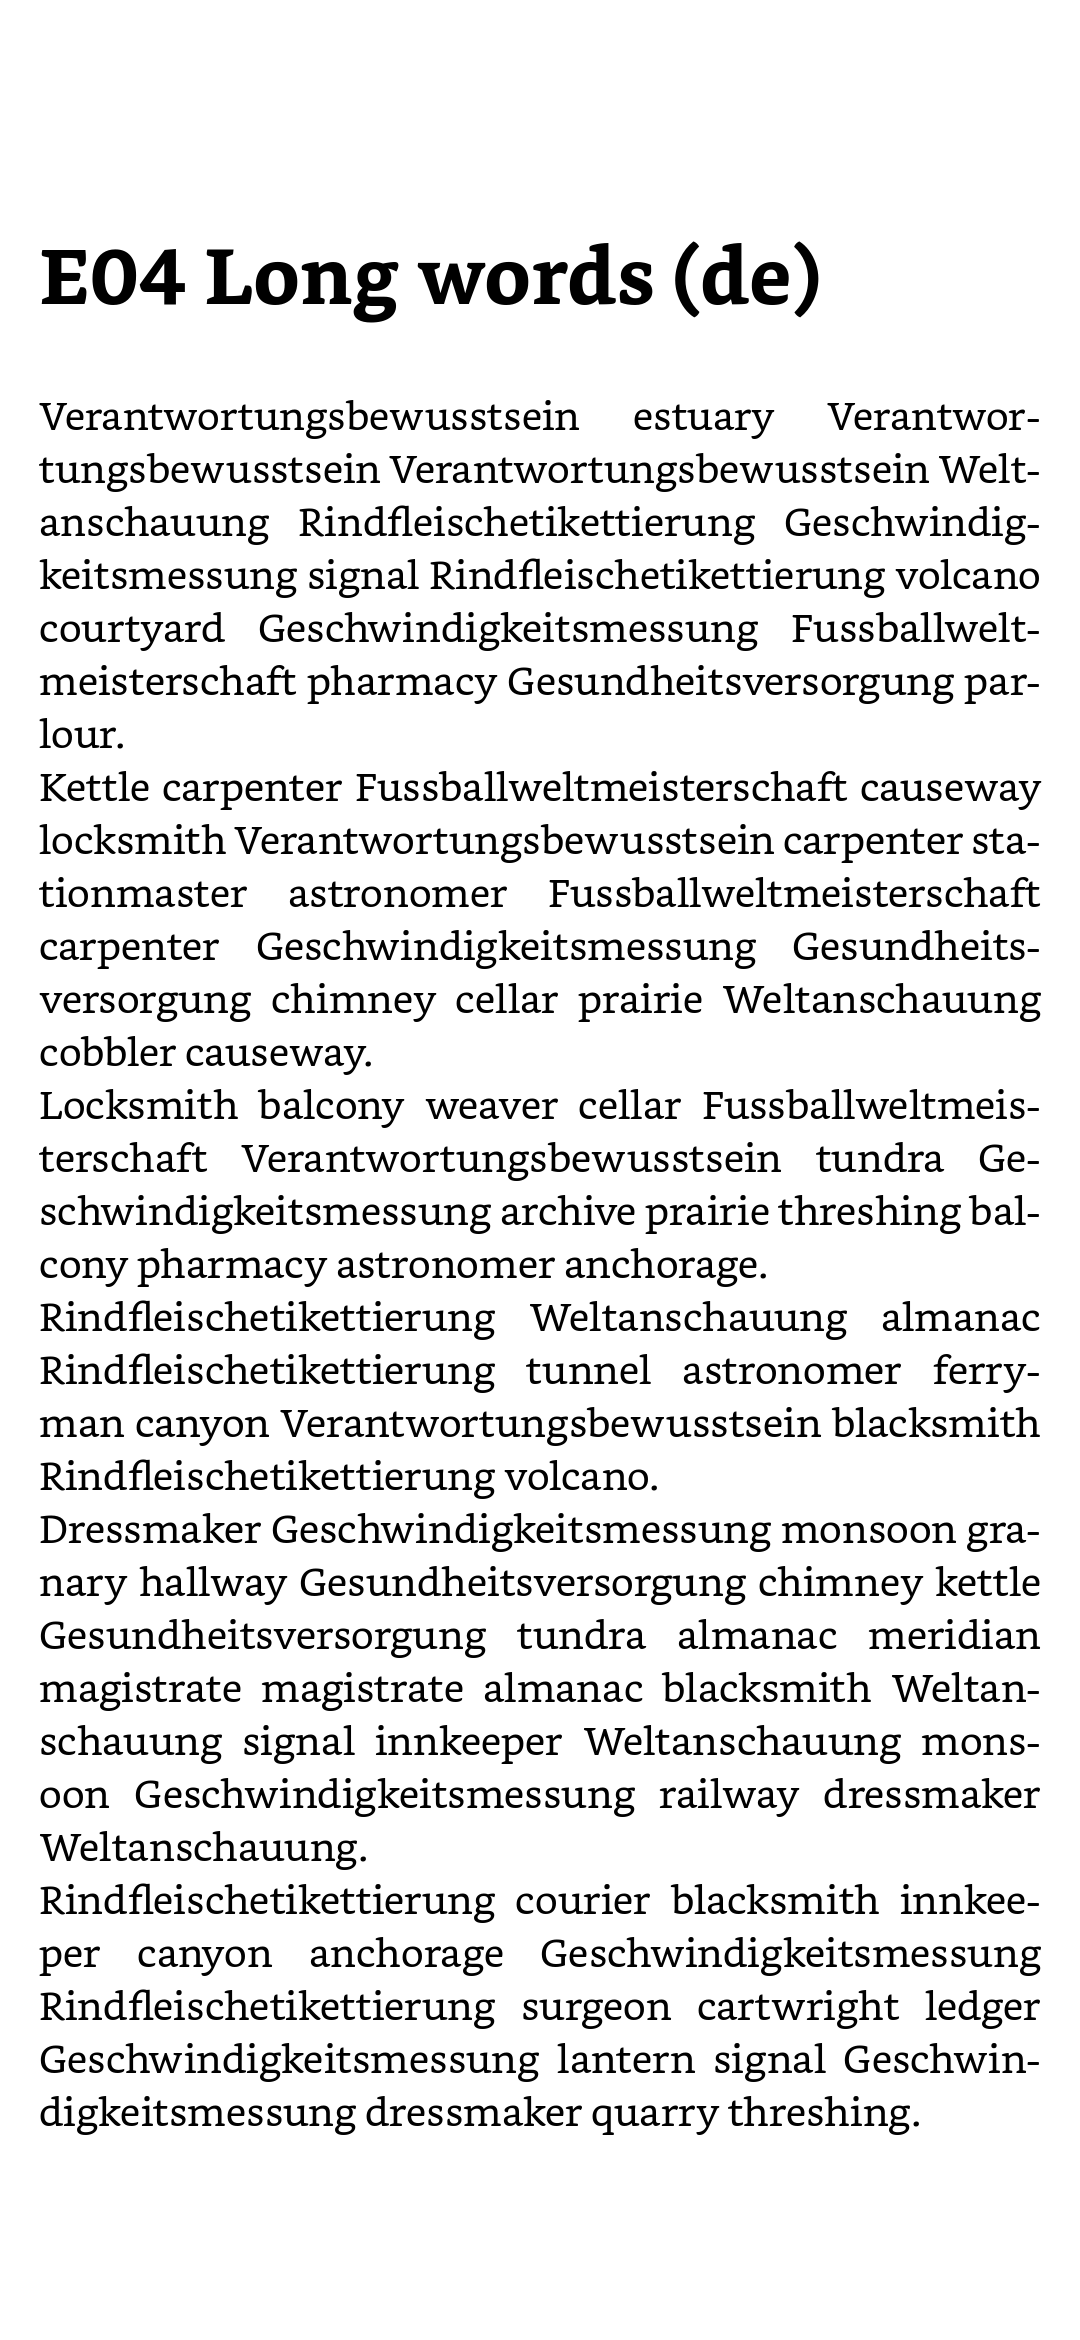 E04 Long words (de)
Verantwortungsbewusstsein estuary Verantwor-
tungsbewusstsein Verantwortungsbewusstsein Welt-
anschauung Rindfleischetikettierung Geschwindig-
keitsmessung signal Rindfleischetikettierung volcano
courtyard Geschwindigkeitsmessung Fussballwelt-
meisterschaft pharmacy Gesundheitsversorgung par-
lour.
Kettle carpenter Fussballweltmeisterschaft causeway
locksmith Verantwortungsbewusstsein carpenter sta-
tionmaster astronomer Fussballweltmeisterschaft
carpenter Geschwindigkeitsmessung Gesundheits-
versorgung chimney cellar prairie Weltanschauung
cobbler causeway.
Locksmith balcony weaver cellar Fussballweltmeis-
terschaft Verantwortungsbewusstsein tundra Ge-
schwindigkeitsmessung archive prairie threshing bal-
cony pharmacy astronomer anchorage.
Rindfleischetikettierung Weltanschauung almanac
Rindfleischetikettierung tunnel astronomer ferry-
man canyon Verantwortungsbewusstsein blacksmith
Rindfleischetikettierung volcano.
Dressmaker Geschwindigkeitsmessung monsoon gra-
nary hallway Gesundheitsversorgung chimney kettle
Gesundheitsversorgung tundra almanac meridian
magistrate magistrate almanac blacksmith Weltan-
schauung signal innkeeper Weltanschauung mons-
oon Geschwindigkeitsmessung railway dressmaker
Weltanschauung.
Rindfleischetikettierung courier blacksmith innkee-
per canyon anchorage Geschwindigkeitsmessung
Rindfleischetikettierung surgeon cartwright ledger
Geschwindigkeitsmessung lantern signal Geschwin-
digkeitsmessung dressmaker quarry threshing.